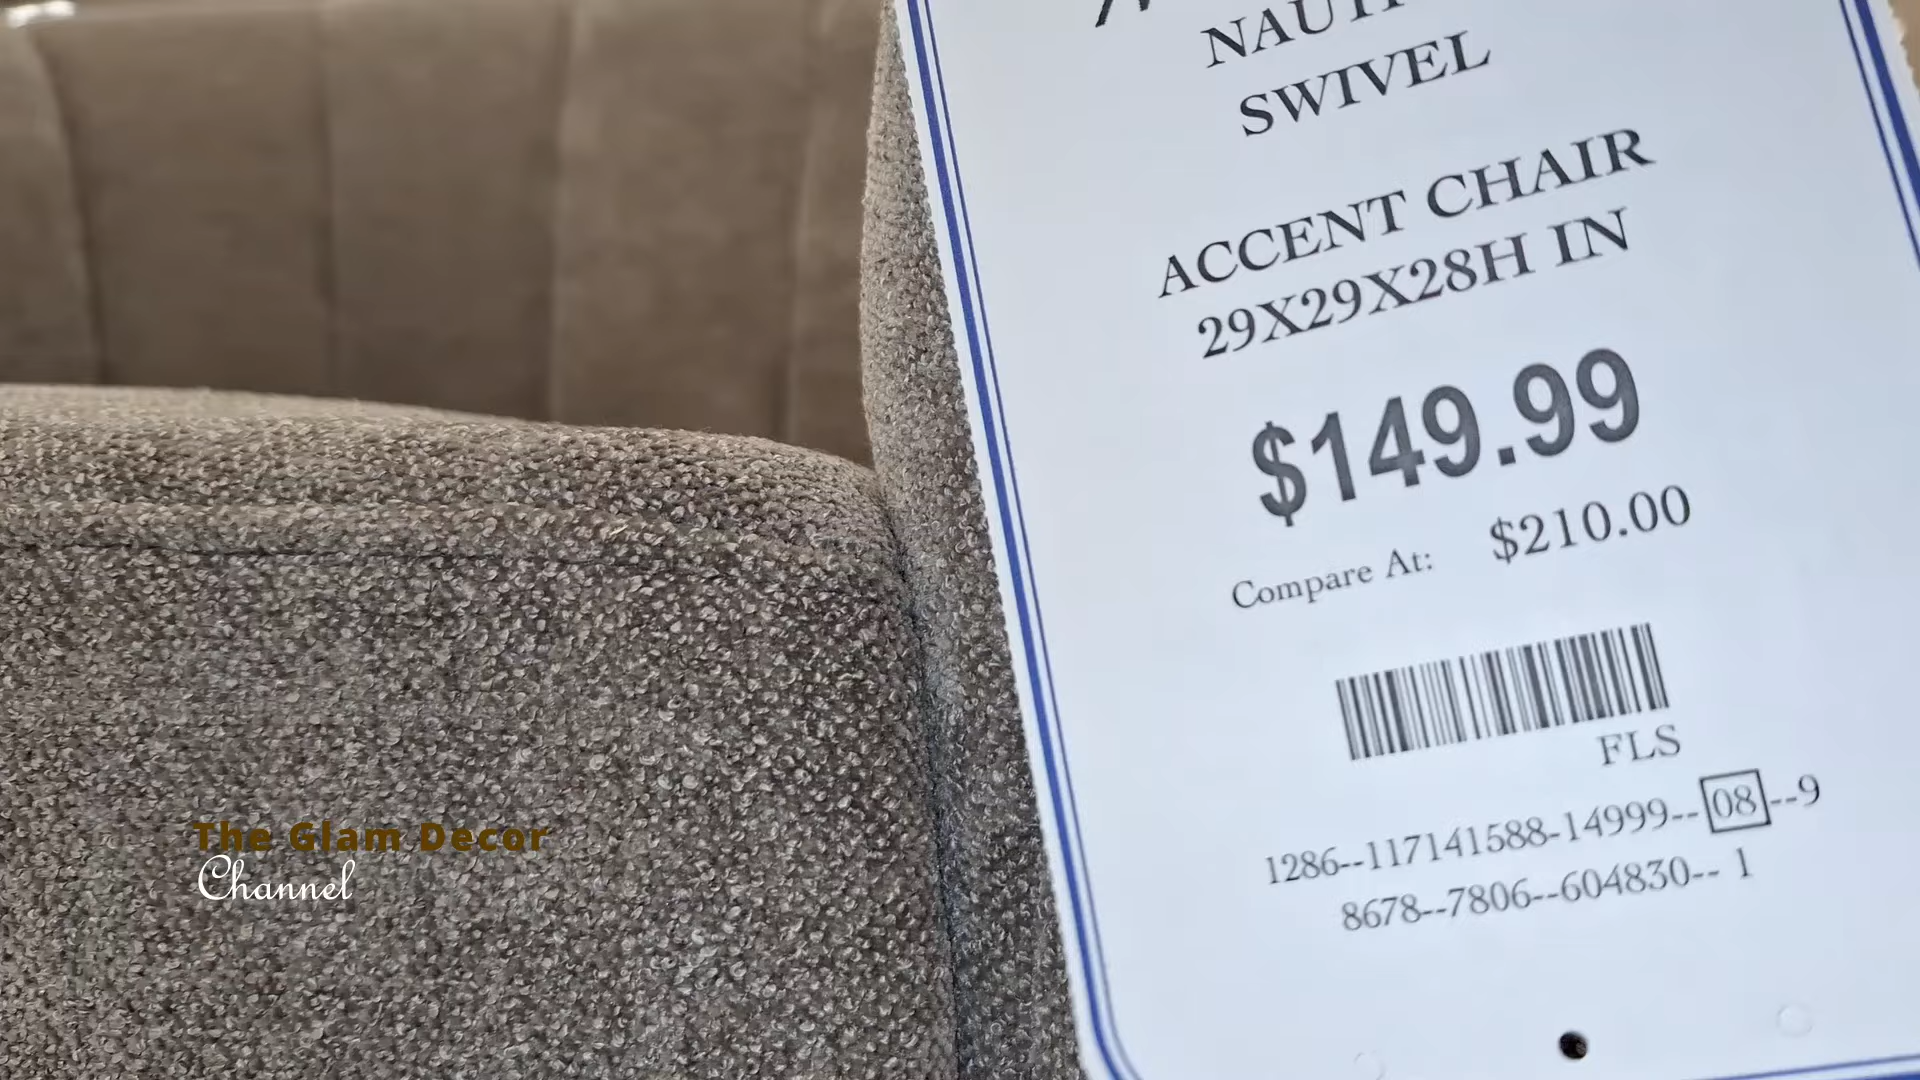 SWIVEL
ACCENT CHAIR
29X29X28H IN
$149.99
Compare At: $210.00
FLS
1286--117141588-14999--08--9
8678--7806--604830-- 1
The Glam Decor
Channel